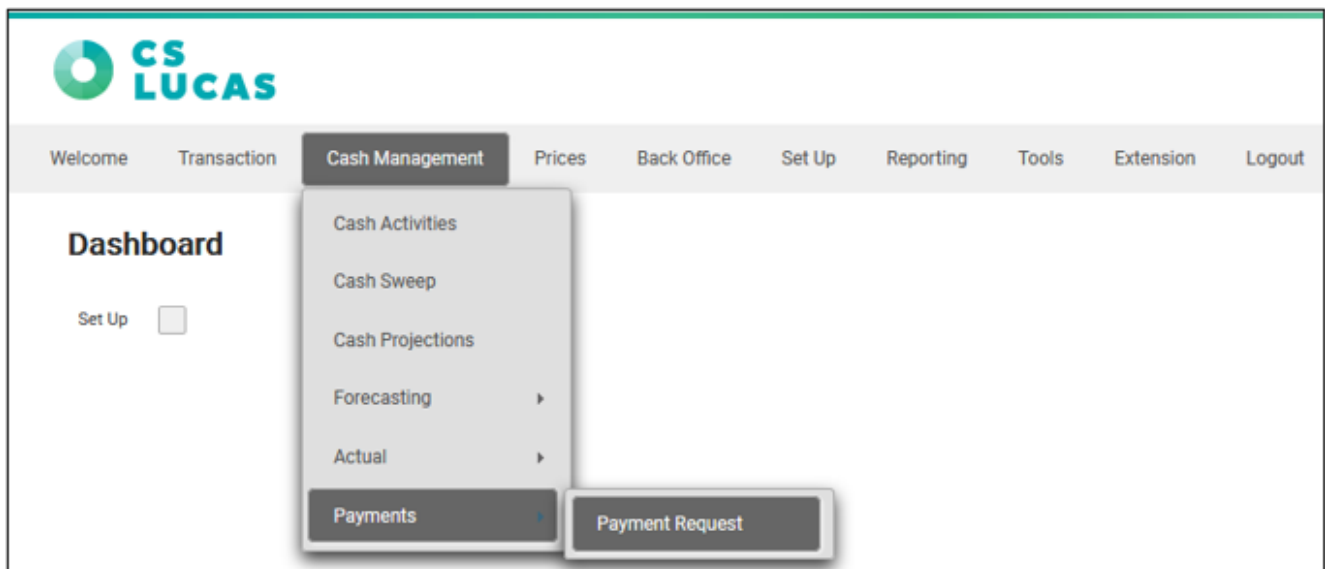 CS
LUCAS
Welcome Transaction Cash Management Prices Back Office Set Up Reporting Tools Extension Logout
Dashboard
Set Up
Cash Activities
Cash Sweep
Cash Projections
Forecasting
Actual
Payments
Payment Request